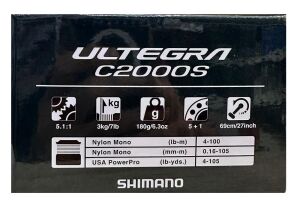 ULTEGRA
C2000S
kg
g
5.1:1
3kg/7lb
180g/6.3oz
5 + 1
69cm/27inch
Nylon Mono (lb-m) 4-100
Nylon Mono (mm-m) 0.16-105
USA PowerPro (lb-yds.) 4-105
SHIMANO